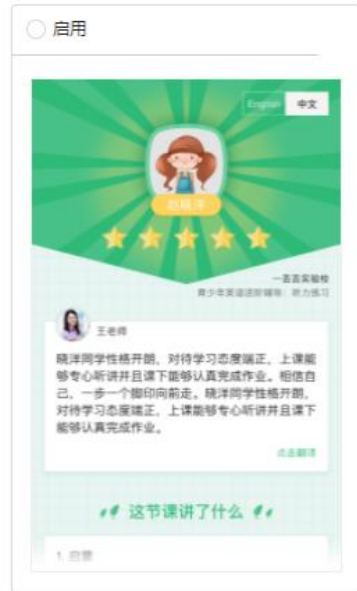 启用
English 中文
赵晓洋
一言言实验校
青少年英语进阶辅导：听力练习
王老师
晓洋同学性格开朗，对待学习态度端正，上课能
够专心听讲并且课下能够认真完成作业。相信自
己，一步一个脚印向前走。晓洋同学性格开朗，
对待学习态度端正，上课能够专心听讲并且课下
能够认真完成作业。
点击翻译
这节课讲了什么